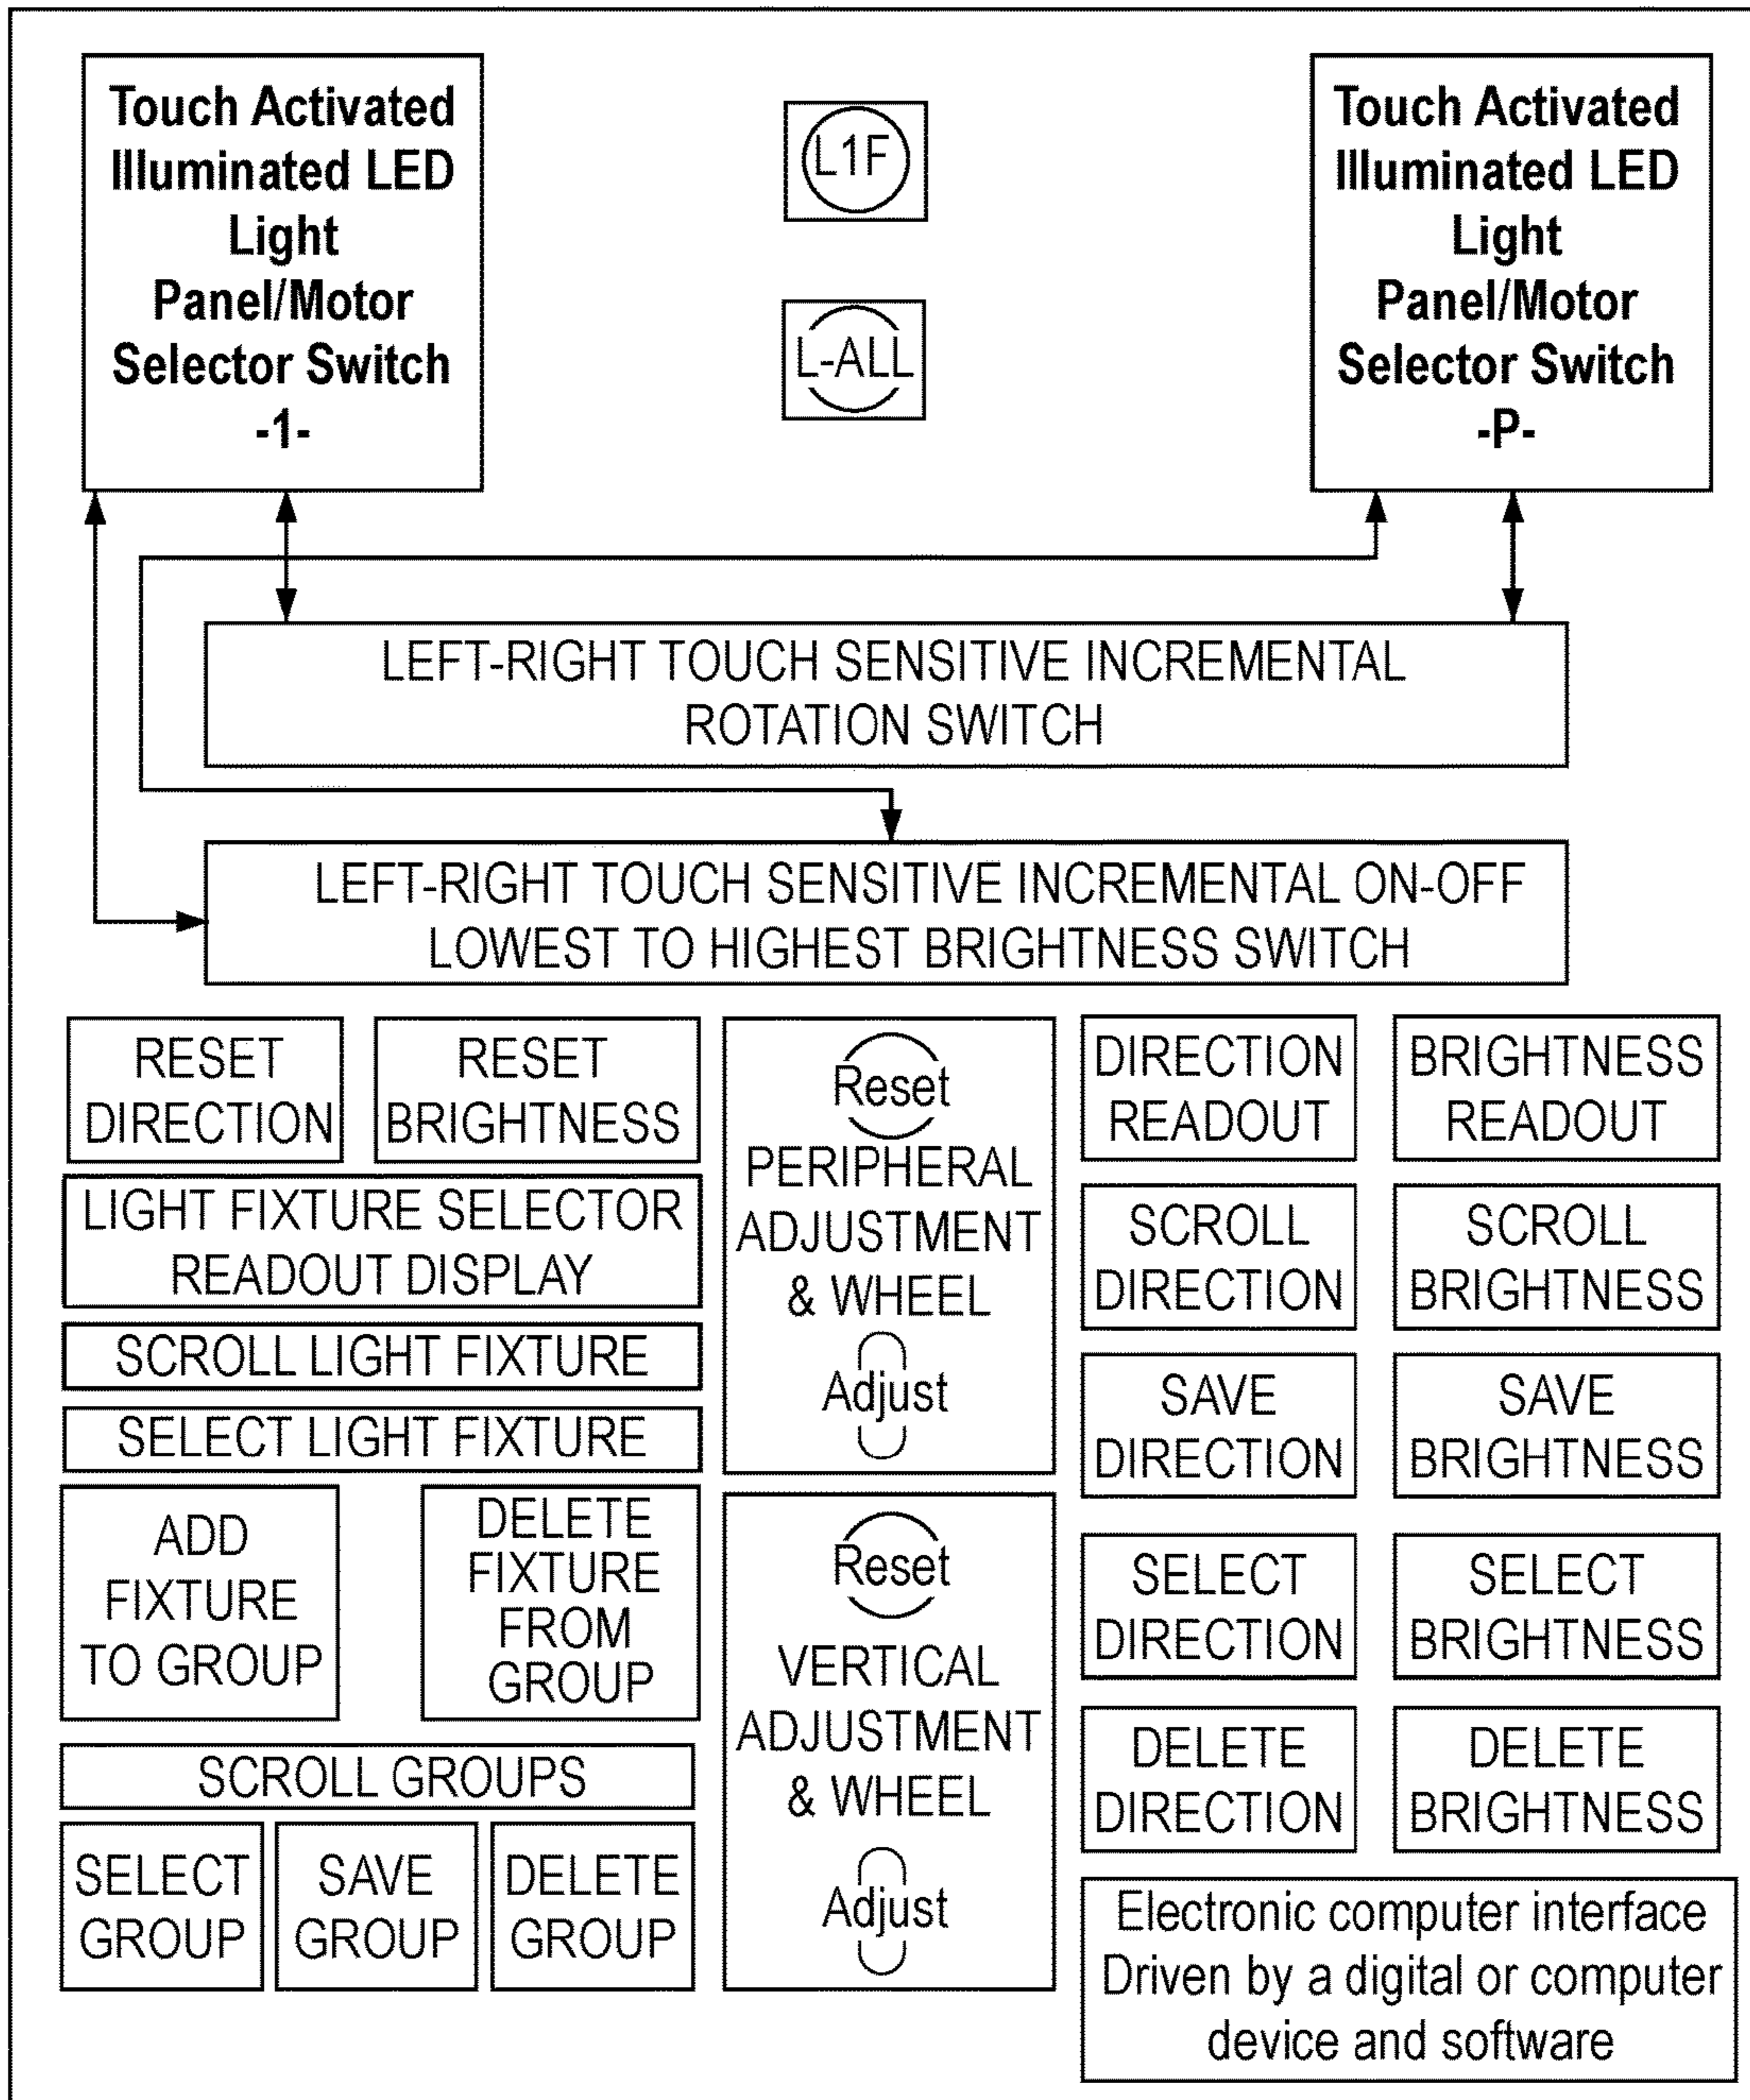 Touch Activated
Illuminated LED
Light
Panel/Motor
Selector Switch
-1-
L1F
L-ALL
Touch Activated
Illuminated LED
Light
Panel/Motor
Selector Switch
-P-
LEFT-RIGHT TOUCH SENSITIVE INCREMENTAL
ROTATION SWITCH
LEFT-RIGHT TOUCH SENSITIVE INCREMENTAL ON-OFF
LOWEST TO HIGHEST BRIGHTNESS SWITCH
RESET
DIRECTION
RESET
BRIGHTNESS
LIGHT FIXTURE SELECTOR
READOUT DISPLAY
SCROLL LIGHT FIXTURE
SELECT LIGHT FIXTURE
ADD
FIXTURE
TO GROUP
DELETE
FIXTURE
FROM
GROUP
SCROLL GROUPS
SELECT
GROUP
SAVE
GROUP
DELETE
GROUP
Reset
PERIPHERAL
ADJUSTMENT
& WHEEL
Adjust
Reset
VERTICAL
ADJUSTMENT
& WHEEL
Adjust
DIRECTION
READOUT
BRIGHTNESS
READOUT
SCROLL
DIRECTION
SCROLL
BRIGHTNESS
SAVE
DIRECTION
SAVE
BRIGHTNESS
SELECT
DIRECTION
SELECT
BRIGHTNESS
DELETE
DIRECTION
DELETE
BRIGHTNESS
Electronic computer interface
Driven by a digital or computer
device and software